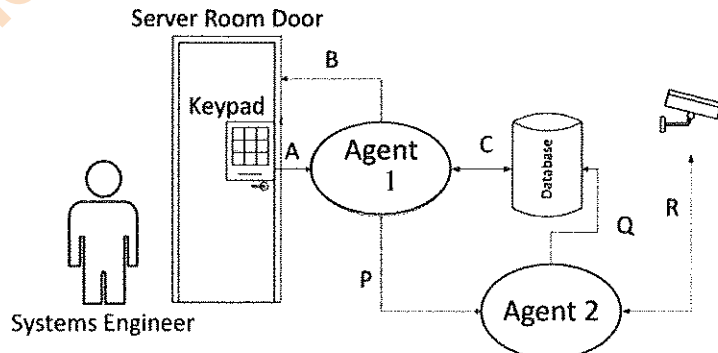 Server Room Door
B
Keypad
A
Agent
1
C
Database
R
Q
P
Agent 2
Systems Engineer